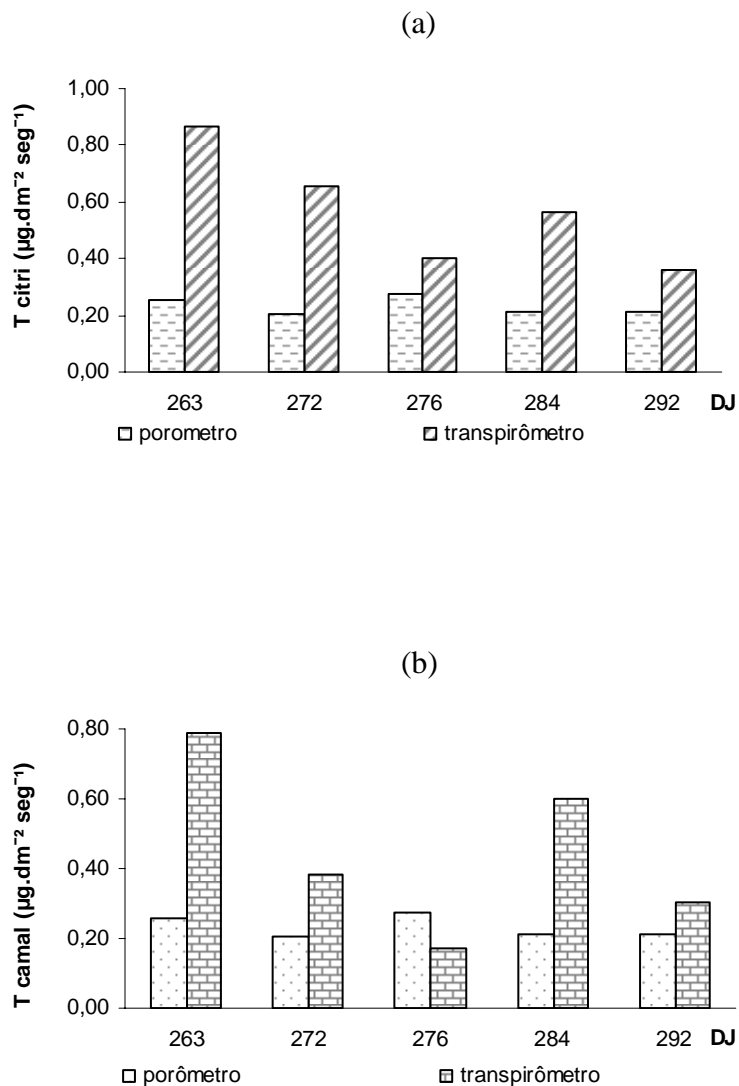 (a)
T citri (µg.dm⁻² seg⁻¹)
1,00
0,80
0,60
0,40
0,20
0,00
263 272 276 284 292 DJ
porometro transpirômetro
(b)
T camal (µg.dm⁻² seg⁻¹)
0,80
0,60
0,40
0,20
0,00
263 272 276 284 292 DJ
porômetro transpirômetro